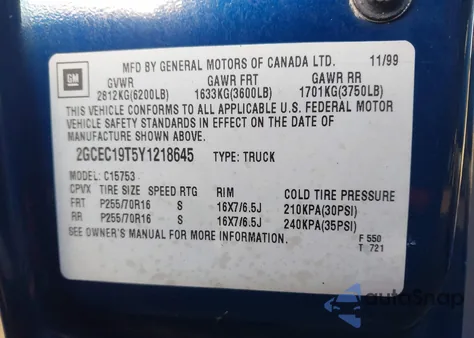 MFD BY GENERAL MOTORS OF CANADA LTD. 11/99
GM
GVWR GAWR FRT GAWR RR
2812KG(6200LB) 1633KG(3600LB) 1701KG(3750LB)
THIS VEHICLE CONFORMS TO ALL APPLICABLE U.S. FEDERAL MOTOR
VEHICLE SAFETY STANDARDS IN EFFECT ON THE DATE OF
MANUFACTURE SHOWN ABOVE.
2GCEC19T5Y1218645 TYPE: TRUCK
MODEL: C15753
CPVX TIRE SIZE SPEED RTG RIM COLD TIRE PRESSURE
FRT P255/70R16 S 16X7/6.5J 210KPA(30PSI)
RR P255/70R16 S 16X7/6.5J 240KPA(35PSI)
SEE OWNER'S MANUAL FOR MORE INFORMATION. F 550
T 721
autoSnap